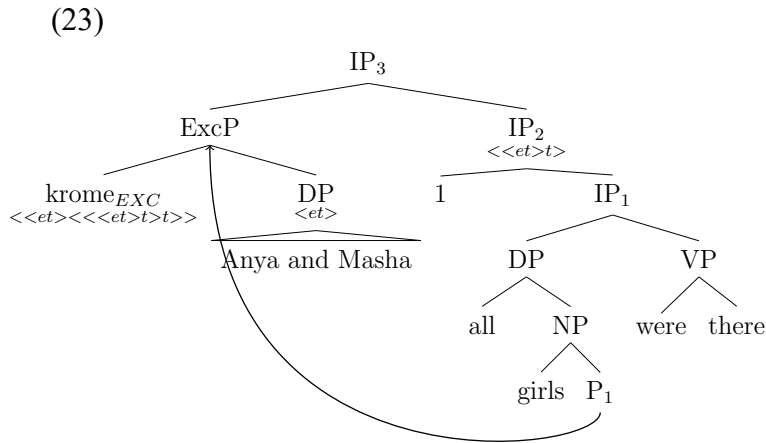 (23)
IP₃
ExcP IP₂
<<et>t>
krome_EXC DP 1 IP₁
<<et><<<et>t>t>> <et>
Anya and Masha DP VP
all NP were there
girls P₁